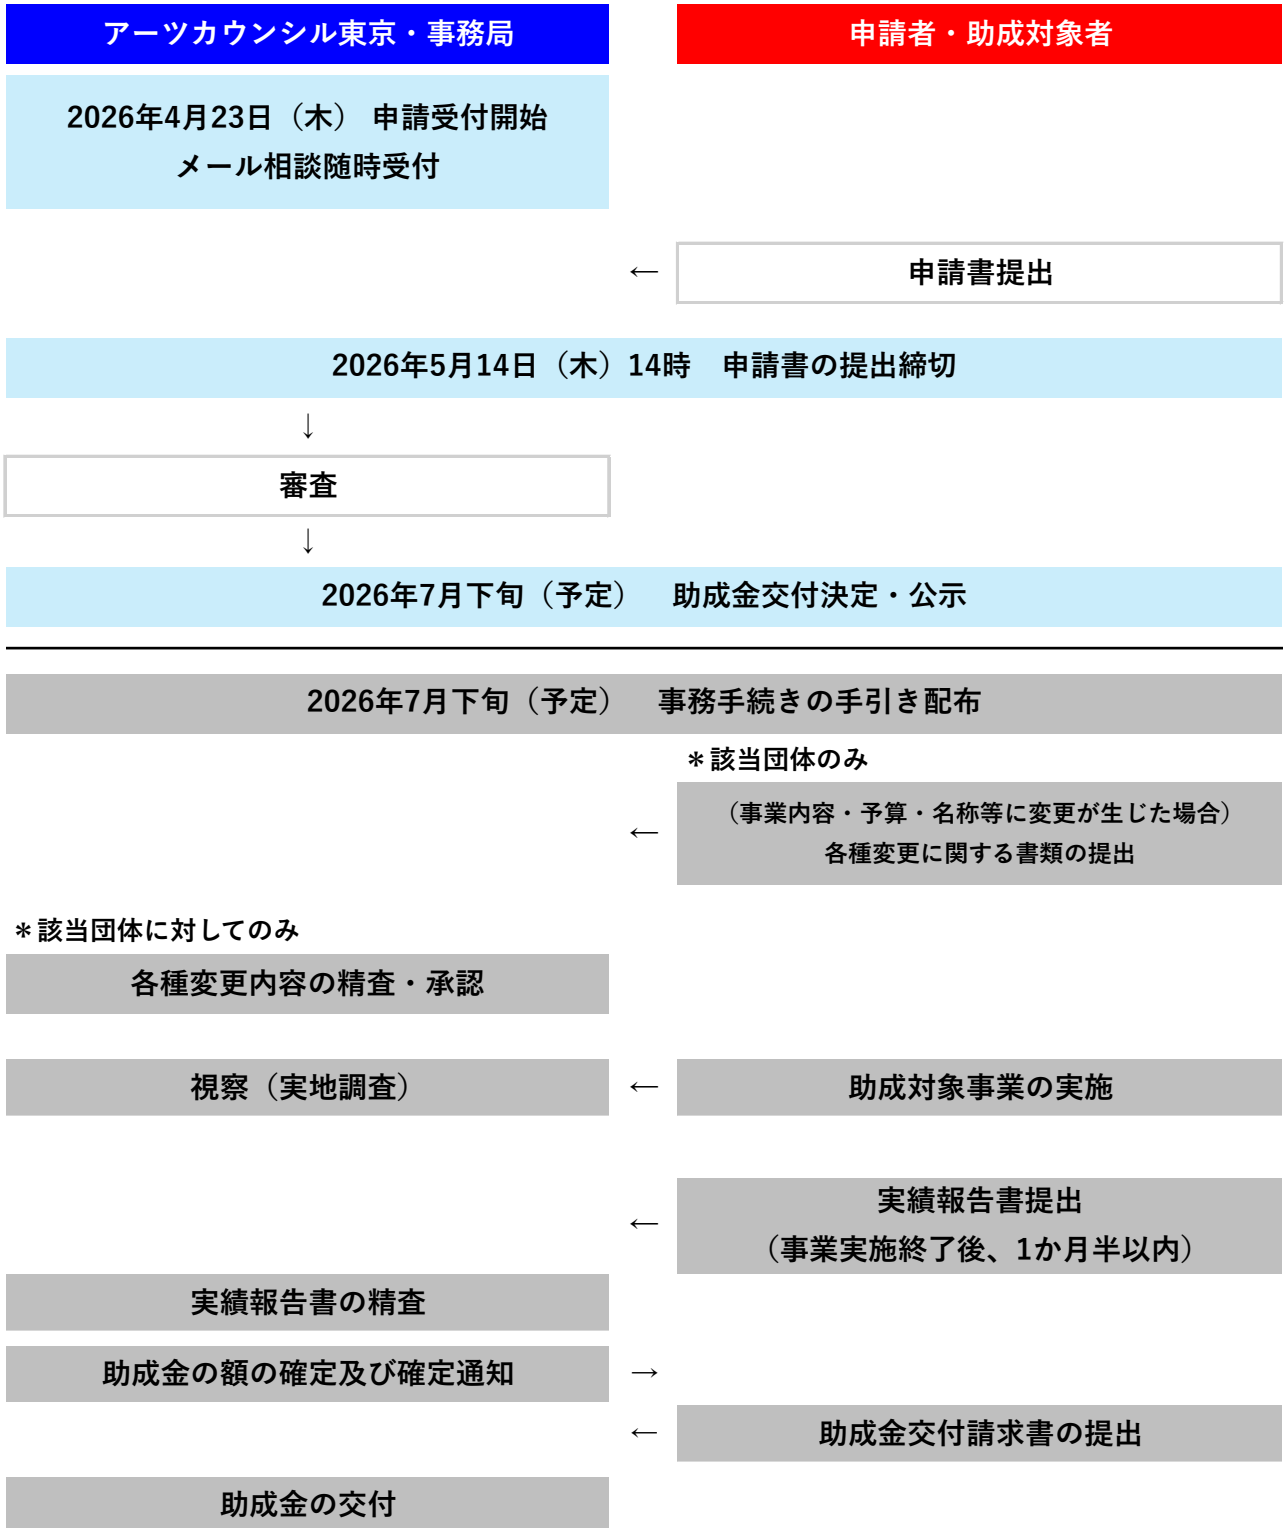 アーツカウンシル東京・事務局
申請者・助成対象者
2026年4月23日（木） 申請受付開始
メール相談随時受付
← 申請書提出
2026年5月14日（木）14時　申請書の提出締切
↓
審査
↓
2026年7月下旬（予定）　助成金交付決定・公示
2026年7月下旬（予定）　事務手続きの手引き配布
＊該当団体のみ
（事業内容・予算・名称等に変更が生じた場合）
← 各種変更に関する書類の提出
＊該当団体に対してのみ
各種変更内容の精査・承認
視察（実地調査） ← 助成対象事業の実施
実績報告書提出
← （事業実施終了後、1か月半以内）
実績報告書の精査
助成金の額の確定及び確定通知 →
← 助成金交付請求書の提出
助成金の交付